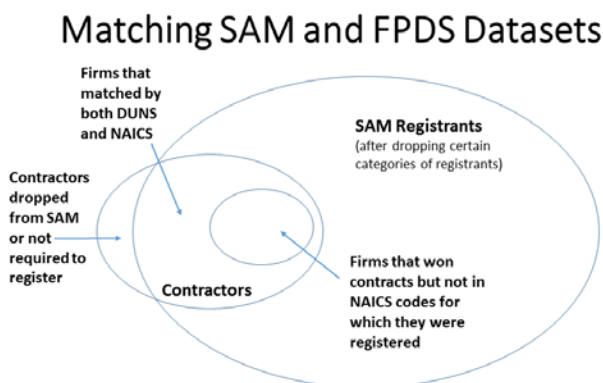 Matching SAM and FPDS Datasets
Firms that
matched by
both DUNS
and NAICS
SAM Registrants
(after dropping certain
categories of registrants)
Contractors
dropped
from SAM
or not
required to
register
Contractors
Firms that won
contracts but not in
NAICS codes for
which they were
registered